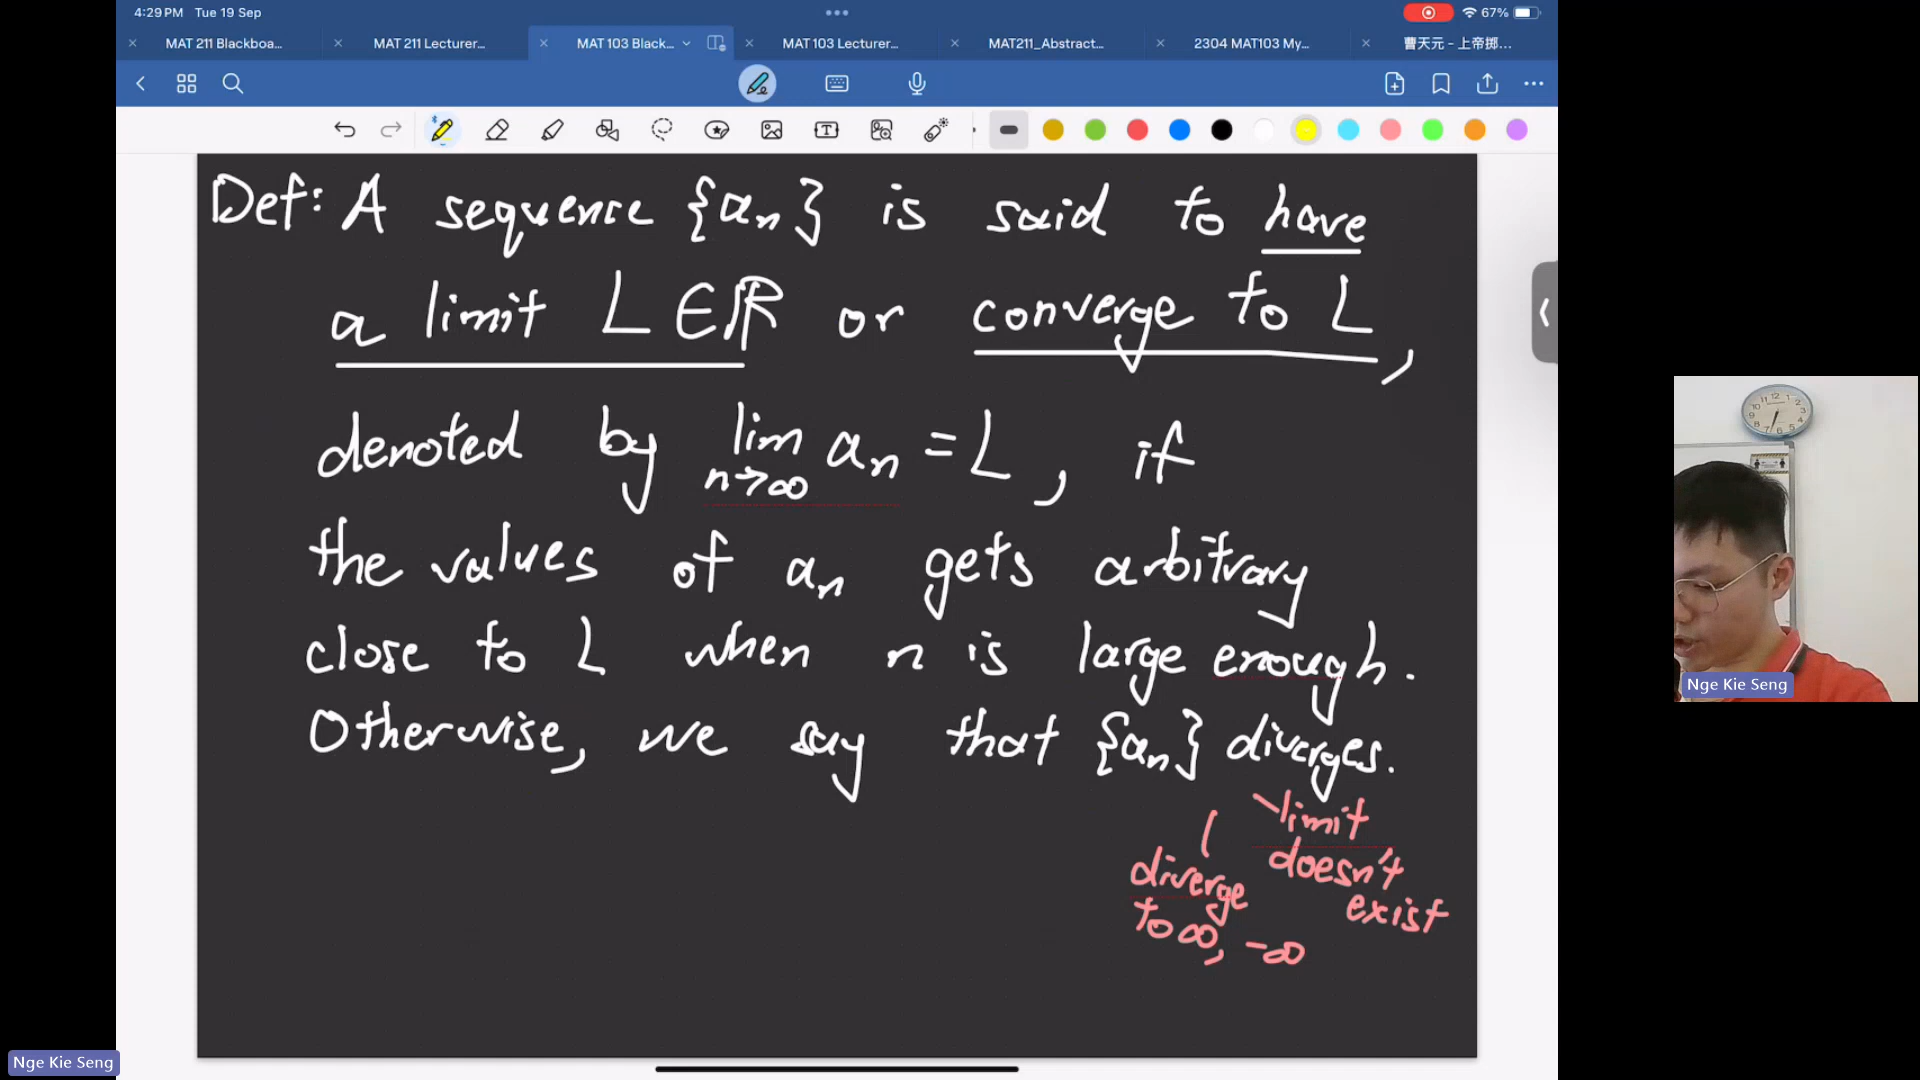 4:29 PM Tue 19 Sep
67%
MAT 211 Blackboa...
MAT 211 Lecturer...
MAT 103 Black...
MAT 103 Lecturer...
MAT211_Abstract...
2304 MAT103 My...
曹天元 - 上帝掷...
Def: A sequence {aₙ} is said to have
a limit L ∈ ℝ or converge to L,
denoted by lim aₙ = L, if
n→∞
the values of aₙ gets arbitrary
close to L when n is large enough.
Otherwise, we say that {aₙ} diverges.
limit
doesn't
exist
diverge
to ∞, -∞
Nge Kie Seng
Nge Kie Seng